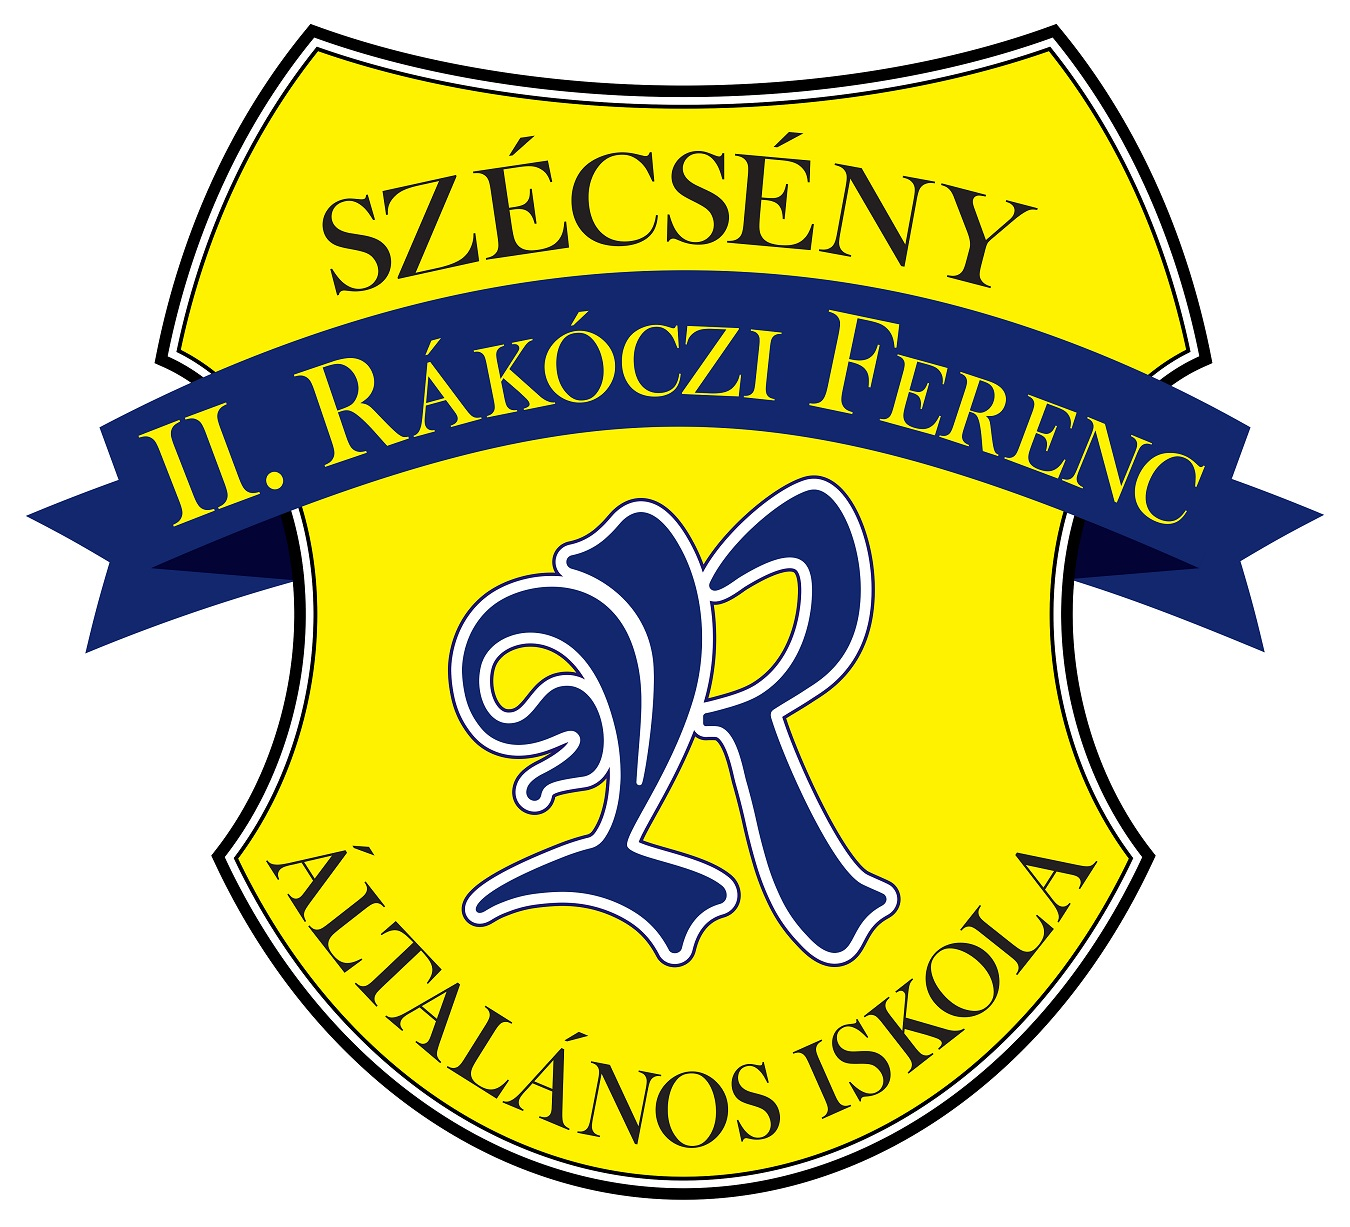 SZÉCSÉNY
II. RÁKÓCZI FERENC
R
ÁLTALÁNOS ISKOLA